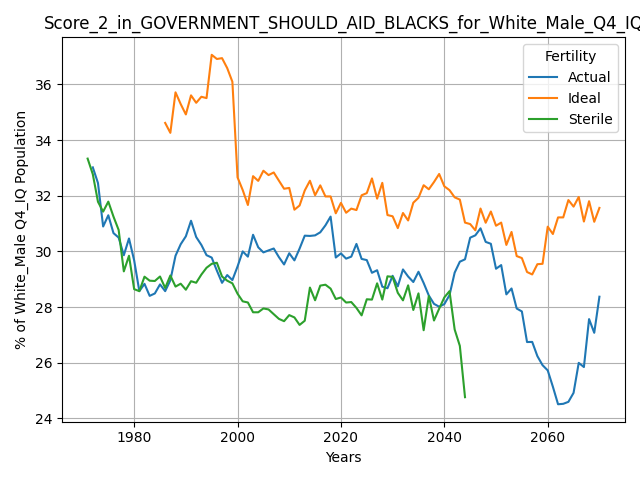 Score_2_in_GOVERNMENT_SHOULD_AID_BLACKS_for_White_Male_Q4_IQ
Fertility
Actual
Ideal
Sterile
% of White_Male Q4_IQ Population
36
34
32
30
28
26
24
1980 2000 2020 2040 2060
Years